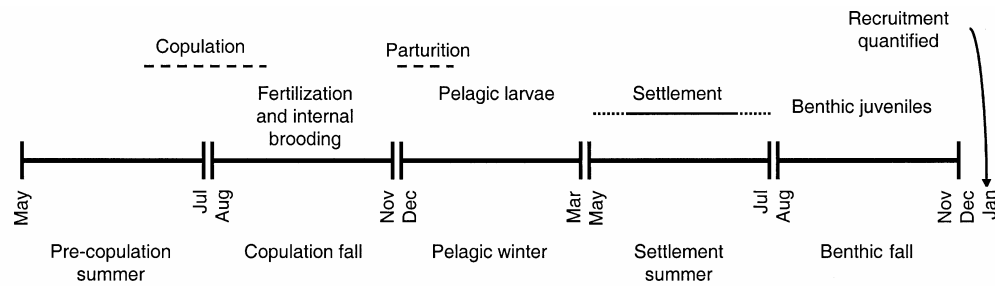 Recruitment
quantified
Copulation
Parturition
Fertilization
and internal
brooding
Pelagic larvae
Settlement
Benthic juveniles
May
Jul
Aug
Nov
Dec
Mar
May
Jul
Aug
Nov
Dec
Jan
Pre-copulation
summer
Copulation fall
Pelagic winter
Settlement
summer
Benthic fall